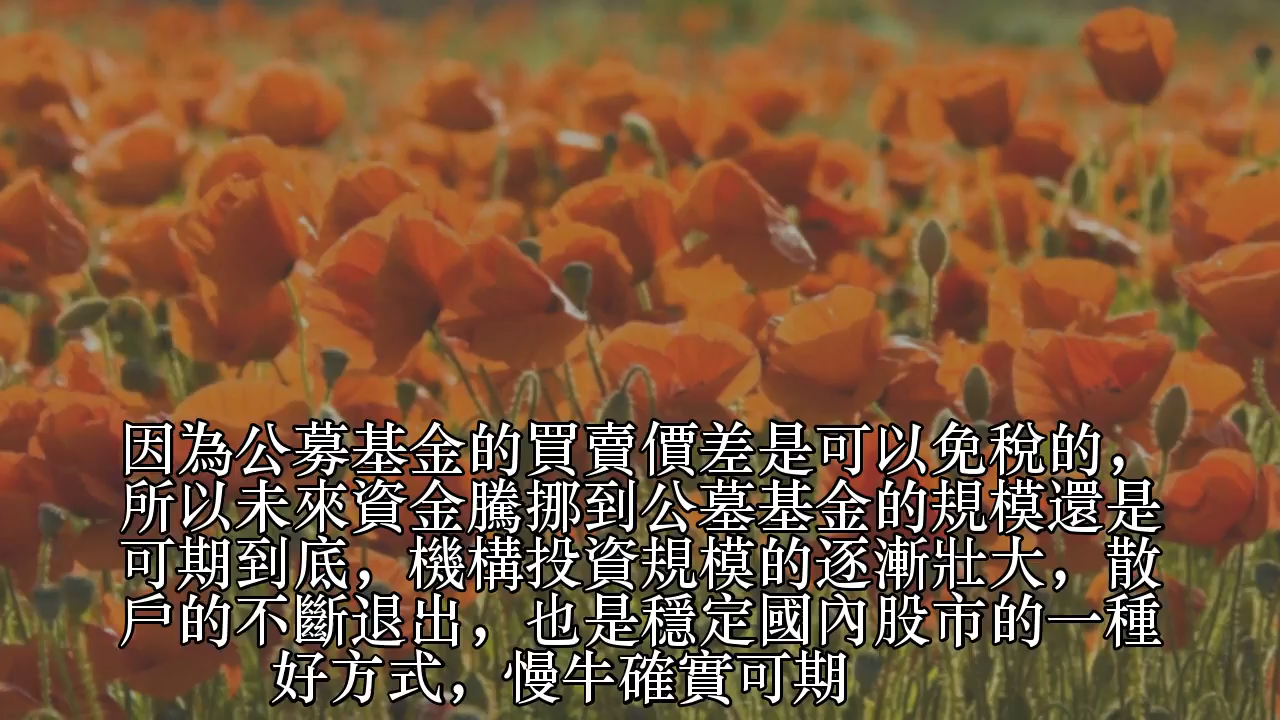 因為公募基金的買賣價差是可以免稅的，
所以未來資金騰挪到公墓基金的規模還是
可期到底，機構投資規模的逐漸壯大，散
戶的不斷退出，也是穩定國內股市的一種
好方式，慢牛確實可期